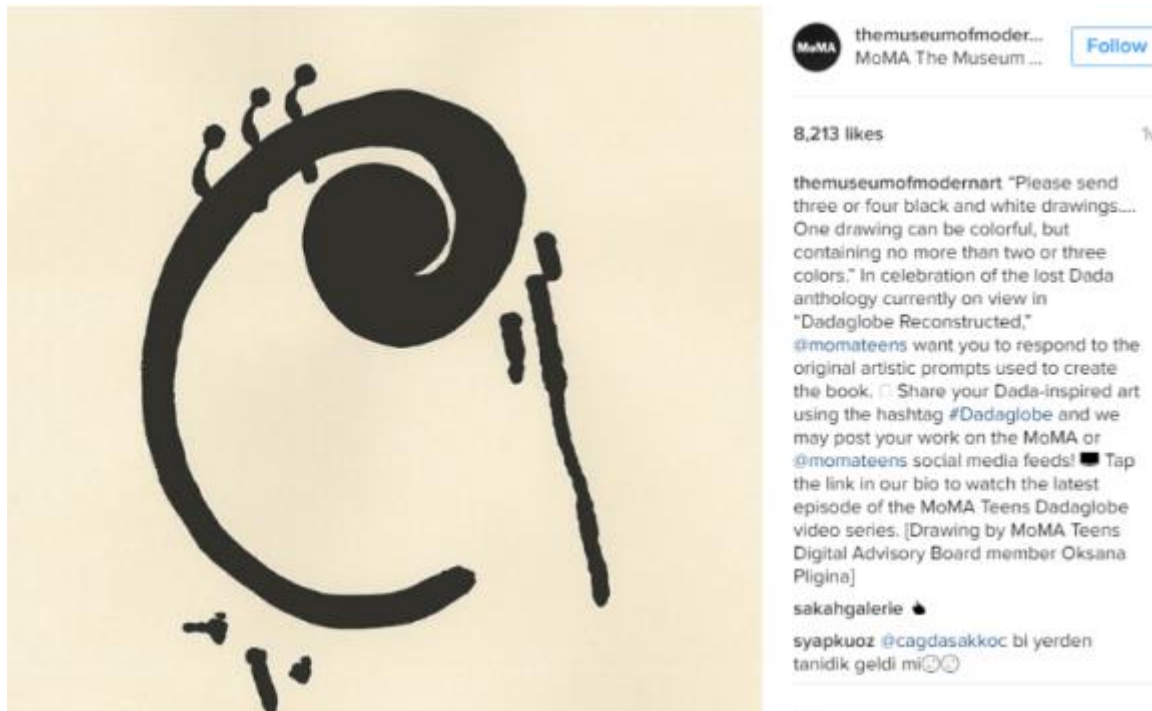 MoMA
themuseumofmoder...
MoMA The Museum ...
Follow
8,213 likes
themuseumofmodernart "Please send
three or four black and white drawings....
One drawing can be colorful, but
containing no more than two or three
colors." In celebration of the lost Dada
anthology currently on view in
"Dadaglobe Reconstructed,"
@momateens want you to respond to the
original artistic prompts used to create
the book. Share your Dada-inspired art
using the hashtag #Dadaglobe and we
may post your work on the MoMA or
@momateens social media feeds! Tap
the link in our bio to watch the latest
episode of the MoMA Teens Dadaglobe
video series. [Drawing by MoMA Teens
Digital Advisory Board member Oksana
Pligina]
sakahgalerie
syapkuoz @cagdasakkoc bi yerden
tanidik geldi mi